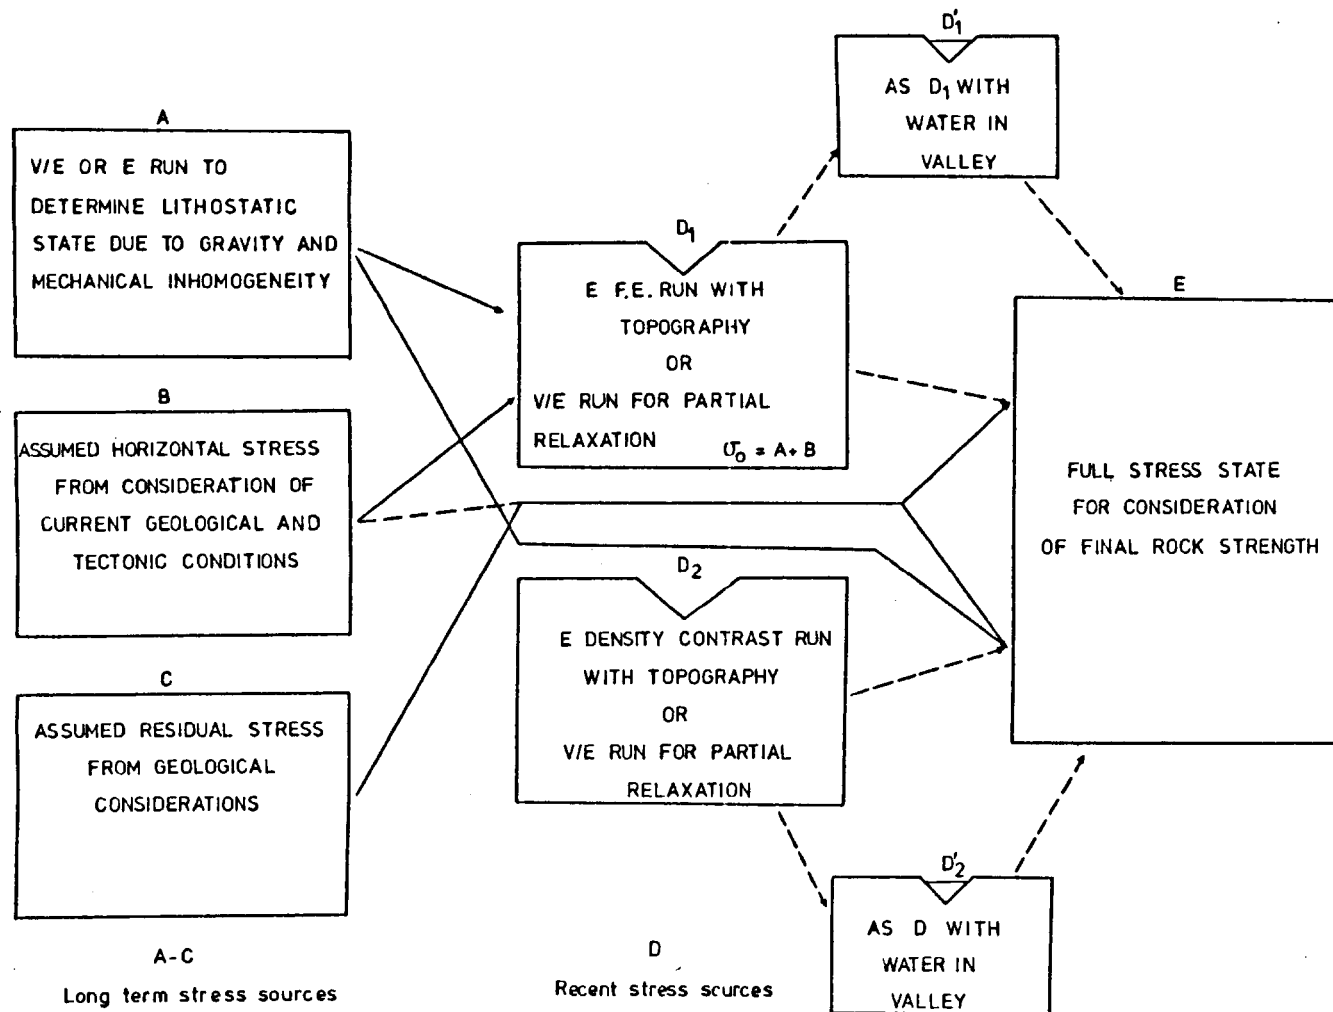 A
V/E OR E RUN TO
DETERMINE LITHOSTATIC
STATE DUE TO GRAVITY AND
MECHANICAL INHOMOGENEITY
B
ASSUMED HORIZONTAL STRESS
FROM CONSIDERATION OF
CURRENT GEOLOGICAL AND
TECTONIC CONDITIONS
C
ASSUMED RESIDUAL STRESS
FROM GEOLOGICAL
CONSIDERATIONS
A-C
Long term stress sources
D'1
AS D1 WITH
WATER IN
VALLEY
D1
E F.E. RUN WITH
TOPOGRAPHY
OR
V/E RUN FOR PARTIAL
RELAXATION σo = A+B
D2
E DENSITY CONTRAST RUN
WITH TOPOGRAPHY
OR
V/E RUN FOR PARTIAL
RELAXATION
D'2
AS D WITH
WATER IN
VALLEY
D
Recent stress sources
E
FULL STRESS STATE
FOR CONSIDERATION
OF FINAL ROCK STRENGTH